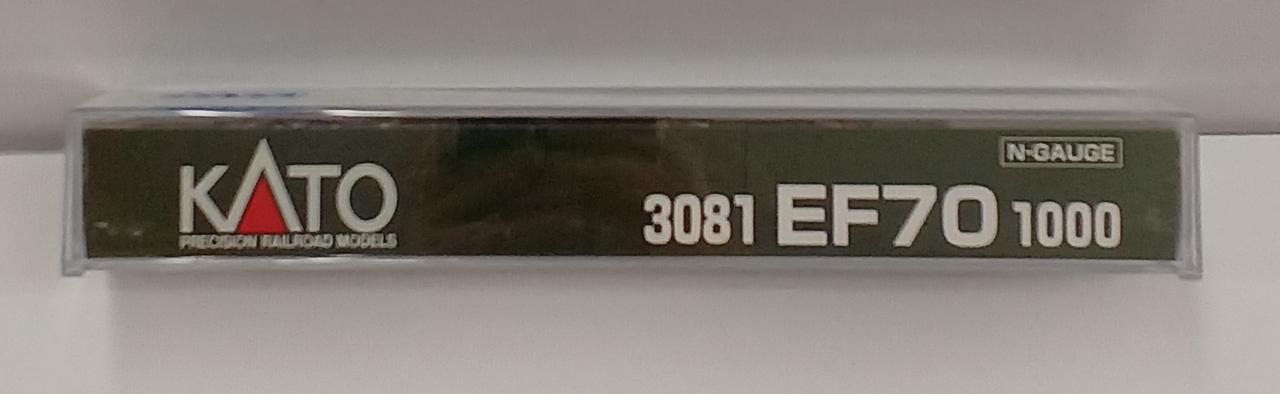 KATO
PRECISION RAILROAD MODELS
N-GAUGE
3081 EF70 1000